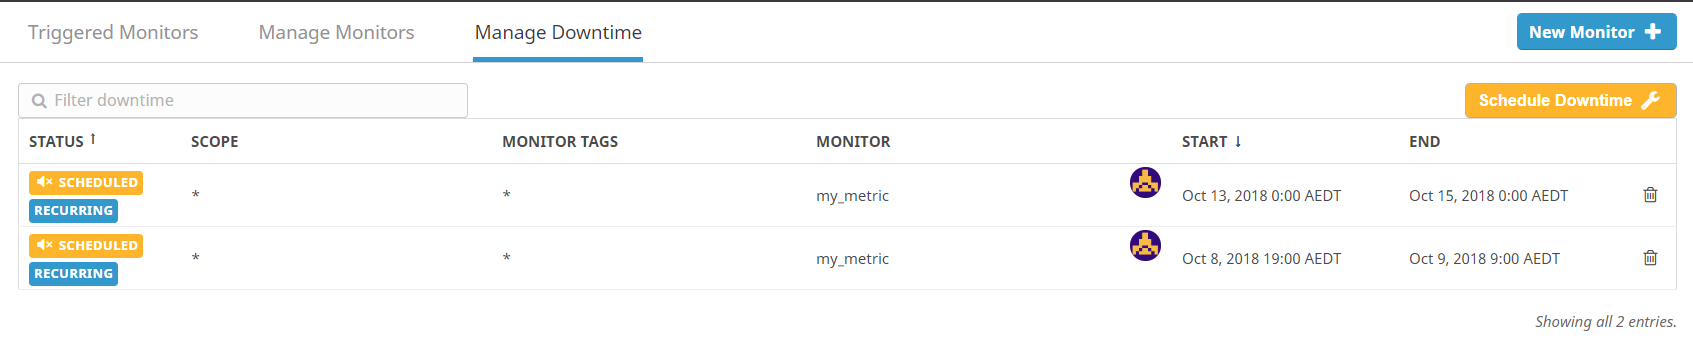 Triggered Monitors Manage Monitors Manage Downtime New Monitor
Filter downtime Schedule Downtime
STATUS ↑ SCOPE MONITOR TAGS MONITOR START ↓ END
SCHEDULED
* * my_metric Oct 13, 2018 0:00 AEDT Oct 15, 2018 0:00 AEDT
RECURRING
SCHEDULED
* * my_metric Oct 8, 2018 19:00 AEDT Oct 9, 2018 9:00 AEDT
RECURRING
Showing all 2 entries.